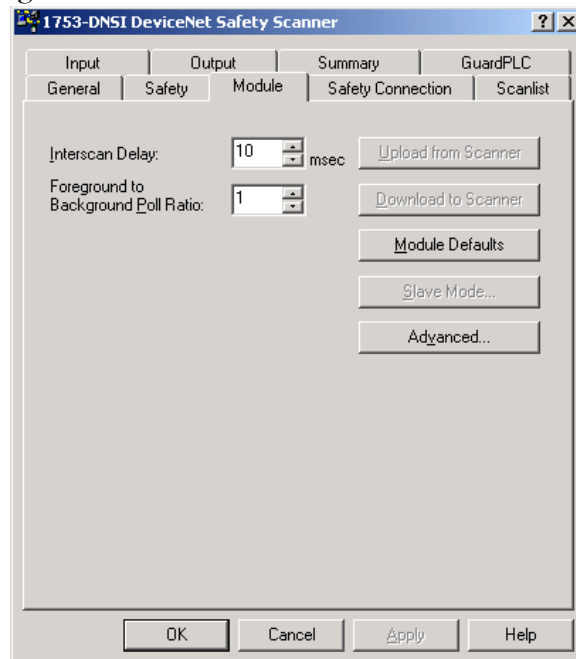 1753-DNSI DeviceNet Safety Scanner
Input Output Summary GuardPLC
General Safety Module Safety Connection Scanlist
Interscan Delay: 10 msec Upload from Scanner
Foreground to
Background Poll Ratio: 1 Download to Scanner
Module Defaults
Slave Mode...
Advanced...
OK Cancel Apply Help